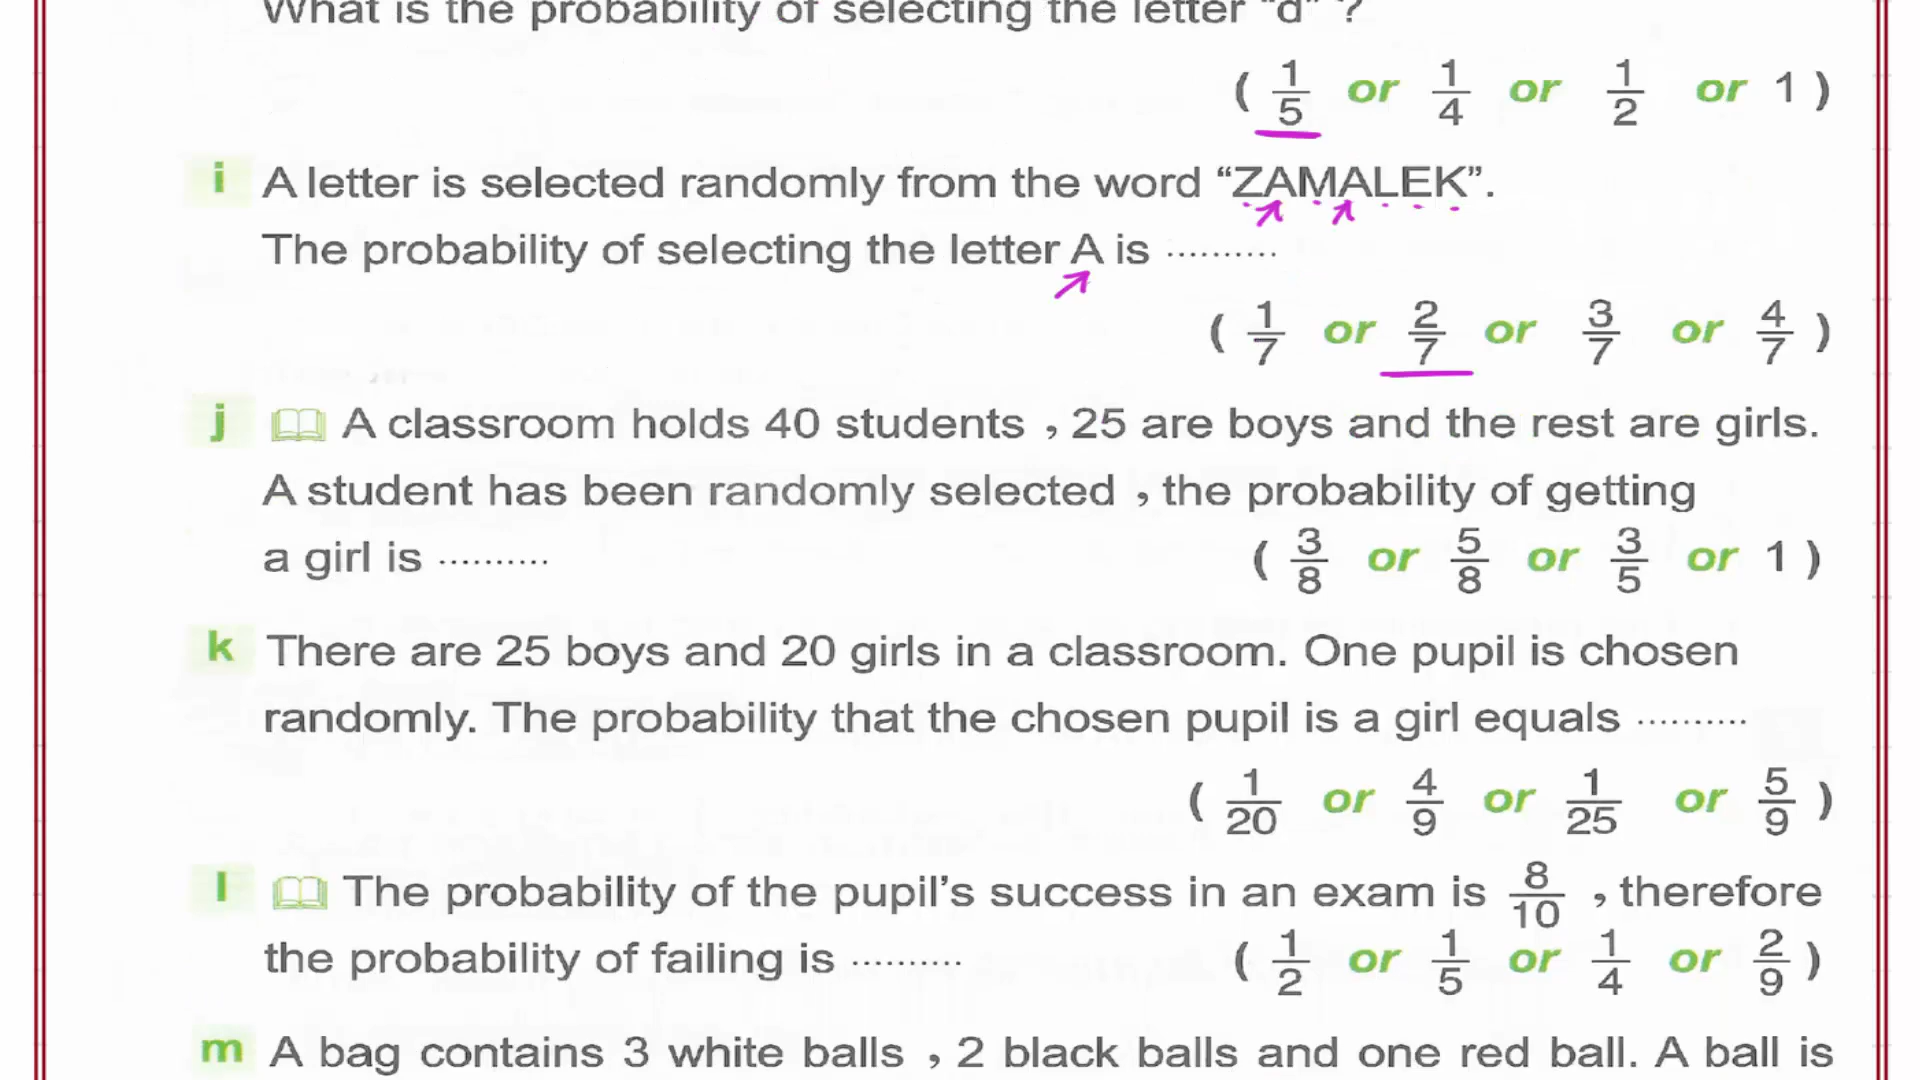 What is the probability of selecting the letter “d” ?
( 1/5 or 1/4 or 1/2 or 1 )
i A letter is selected randomly from the word “ZAMALEK”.
The probability of selecting the letter A is ..........
( 1/7 or 2/7 or 3/7 or 4/7 )
j A classroom holds 40 students , 25 are boys and the rest are girls.
A student has been randomly selected , the probability of getting
a girl is .......... ( 3/8 or 5/8 or 3/5 or 1 )
k There are 25 boys and 20 girls in a classroom. One pupil is chosen
randomly. The probability that the chosen pupil is a girl equals ..........
( 1/20 or 4/9 or 1/25 or 5/9 )
l The probability of the pupil’s success in an exam is 8/10 , therefore
the probability of failing is .......... ( 1/2 or 1/5 or 1/4 or 2/9 )
m A bag contains 3 white balls , 2 black balls and one red ball. A ball is